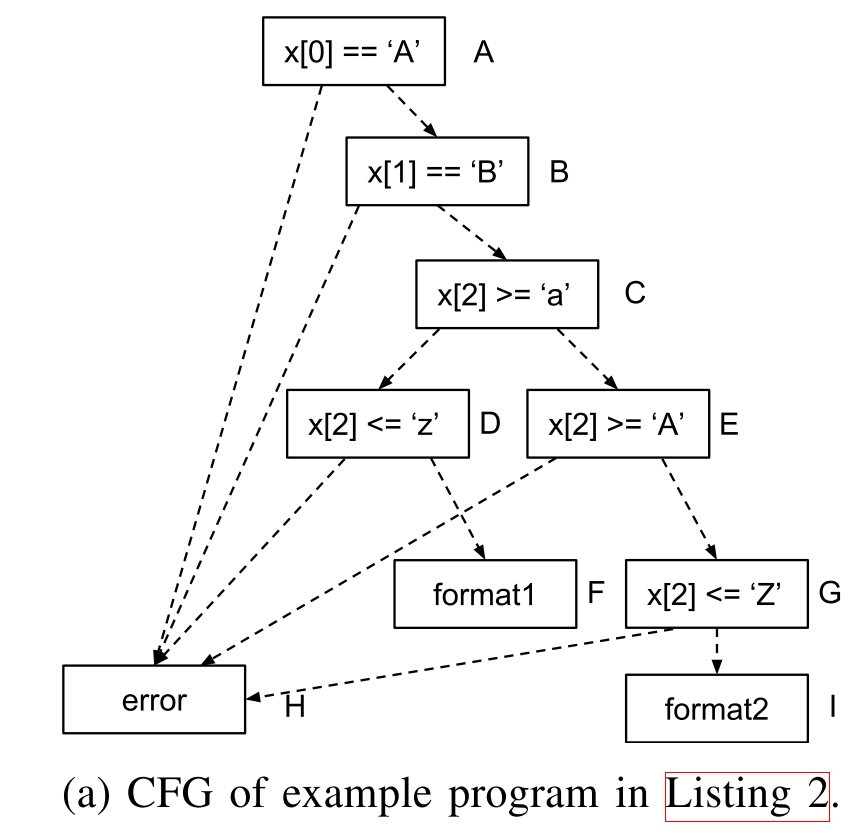 x[0] == ‘A’ A
x[1] == ‘B’ B
x[2] >= ‘a’ C
x[2] <= ‘z’ D x[2] >= ‘A’ E
format1 F x[2] <= ‘Z’ G
error H format2 I
(a) CFG of example program in Listing 2.